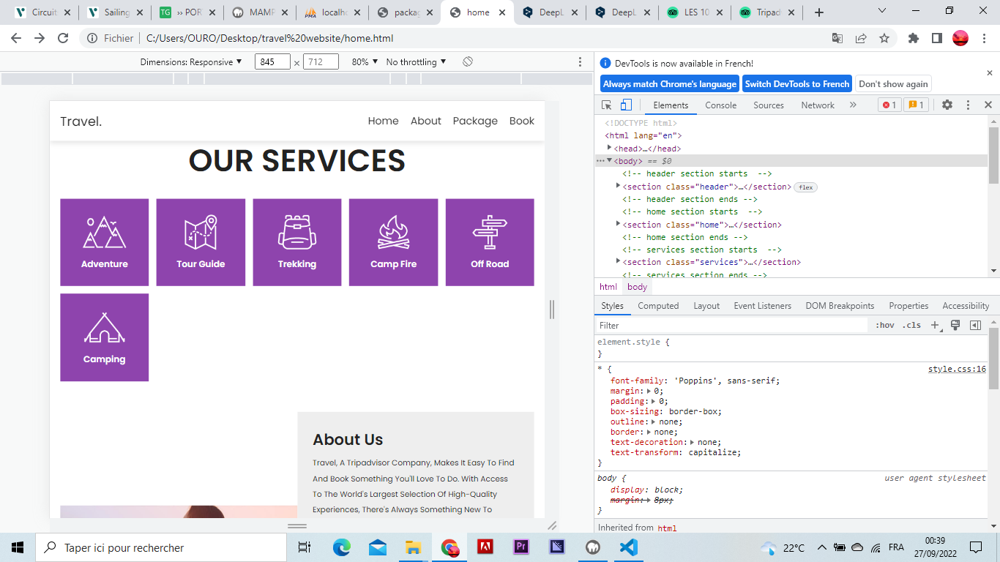 Circuit
Sailing
›› POR
MAMP
localho
packag
home
DeepL
DeepL
LES 10
Tripad
Fichier
C:/Users/OURO/Desktop/travel%20website/home.html
Dimensions: Responsive
845
×
712
80%
No throttling
DevTools is now available in French!
Always match Chrome's language
Switch DevTools to French
Don't show again
Elements
Console
Sources
Network
1
1
Travel.
Home
About
Package
Book
OUR SERVICES
Adventure
Tour Guide
Trekking
Camp Fire
Off Road
Camping
About Us
Travel, A Tripadvisor Company, Makes It Easy To Find
And Book Something You'll Love To Do. With Access
To The World's Largest Selection Of High-Quality
Experiences, There's Always Something New To
<!DOCTYPE html>
<html lang="en">
<head>…</head>
<body> == $0
<!-- header section starts -->
<section class="header">…</section> flex
<!-- header section ends -->
<!-- home section starts -->
<section class="home">…</section>
<!-- home section ends -->
<!-- services section starts -->
<section class="services">…</section>
<!-- services section ends -->
html body
Styles
Computed
Layout
Event Listeners
DOM Breakpoints
Properties
Accessibility
Filter
:hov .cls
element.style {
}
* { style.css:16
font-family: 'Poppins', sans-serif;
margin: 0;
padding: 0;
box-sizing: border-box;
outline: none;
border: none;
text-decoration: none;
text-transform: capitalize;
}
body { user agent stylesheet
display: block;
margin: 8px;
}
Inherited from html
Taper ici pour rechercher
22°C
FRA
00:39
27/09/2022